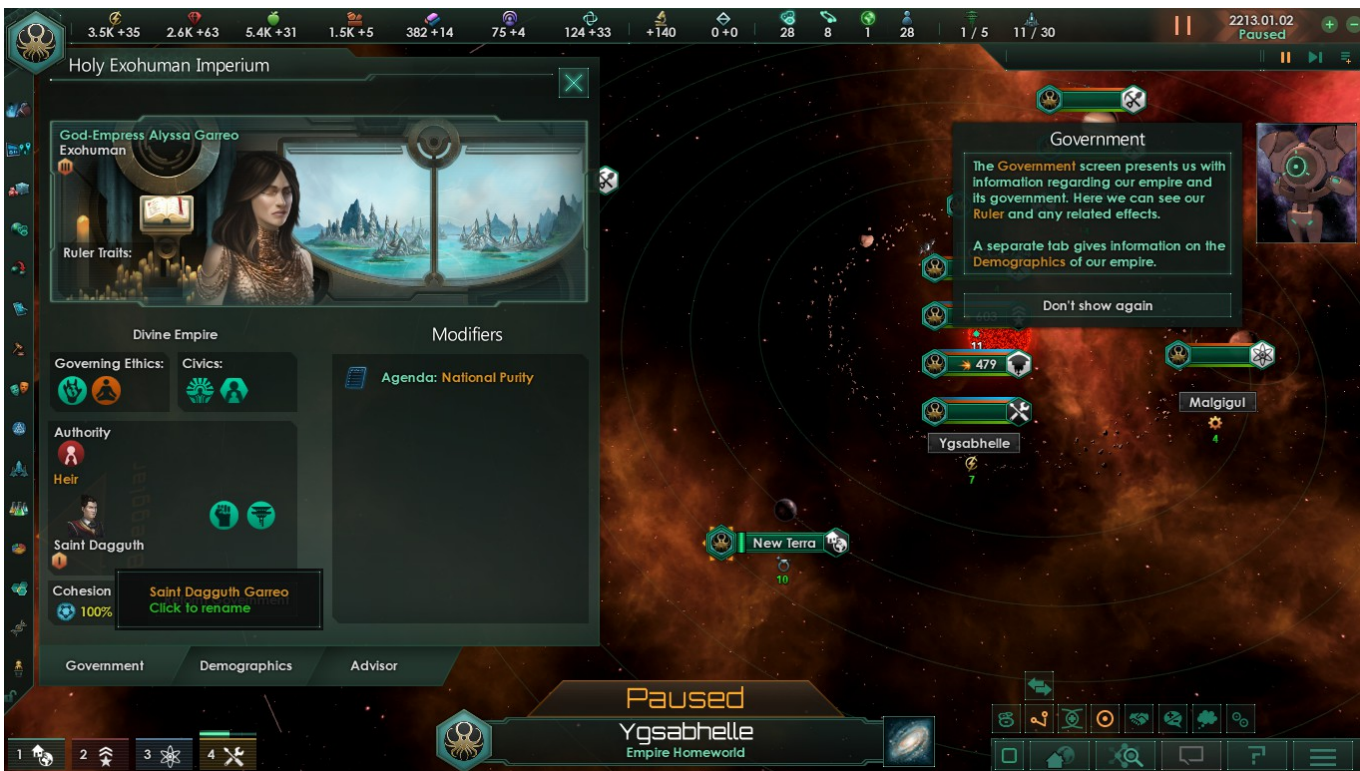 3.5K +35
2.6K +63
5.4K +31
1.5K +5
382 +14
75 +4
124 +33
+140
0 +0
28
8
1
28
1 / 5
11 / 30
2213.01.02
Paused
Holy Exohuman Imperium
God-Empress Alyssa Garreo
Exohuman
III
Ruler Traits:
Divine Empire
Modifiers
Governing Ethics:
Civics:
Agenda: National Purity
Authority
Heir
Saint Dagguth
I
Cohesion
100%
Saint Dagguth Garreo
Click to rename
Government
Demographics
Advisor
Government
The Government screen presents us with
information regarding our empire and
its government. Here we can see our
Ruler and any related effects.
A separate tab gives information on the
Demographics of our empire.
Don't show again
603
11
479
Ygsabhelle
7
Malgigul
4
New Terra
10
Paused
Ygsabhelle
Empire Homeworld
1
2
3
4